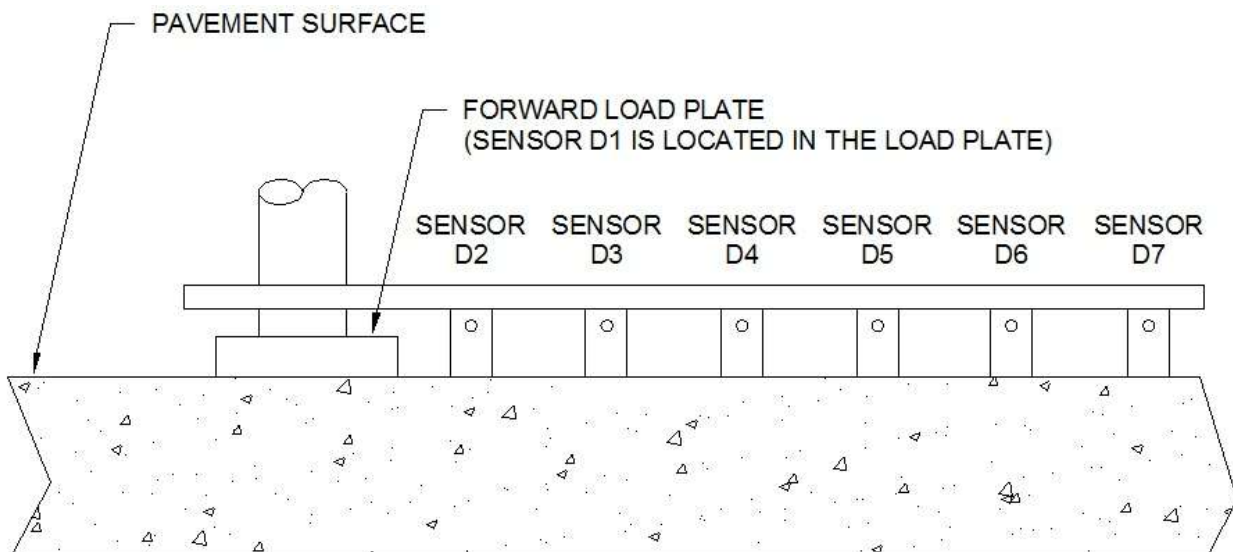 PAVEMENT SURFACE
FORWARD LOAD PLATE
(SENSOR D1 IS LOCATED IN THE LOAD PLATE)
SENSOR D2
SENSOR D3
SENSOR D4
SENSOR D5
SENSOR D6
SENSOR D7